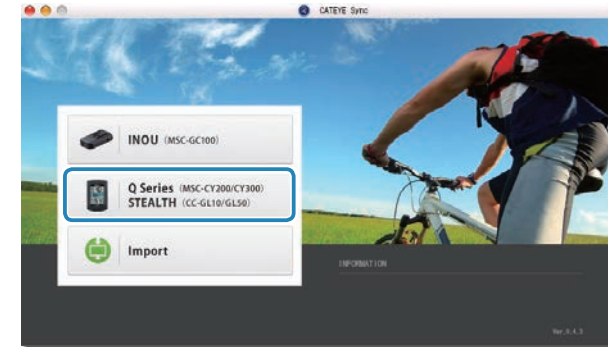 CATEYE Sync
INOU (MSC-GC100)
Q Series (MSC-CY200/CY300)
STEALTH (CC-GL10/GL50)
Import
INFORMATION
Ver.0.4.3